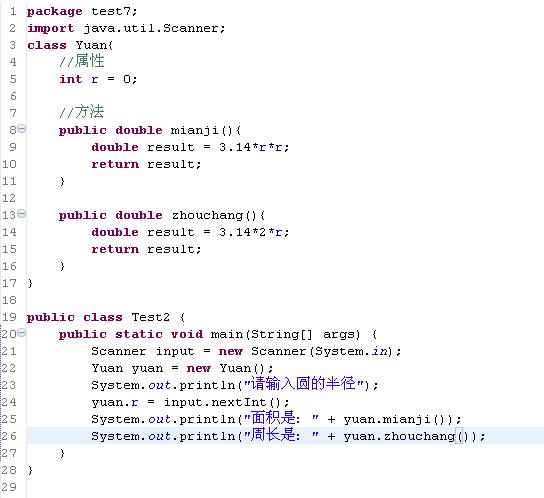 1 package test7;
2 import java.util.Scanner;
3 class Yuan{
4     //属性
5     int r = 0;
6
7     //方法
8     public double mianji(){
9         double result = 3.14*r*r;
10         return result;
11     }
12
13     public double zhouchang(){
14         double result = 3.14*2*r;
15         return result;
16     }
17 }
18
19 public class Test2 {
20     public static void main(String[] args) {
21         Scanner input = new Scanner(System.in);
22         Yuan yuan = new Yuan();
23         System.out.println("请输入圆的半径");
24         yuan.r = input.nextInt();
25         System.out.println("面积是: " + yuan.mianji());
26         System.out.println("周长是: " + yuan.zhouchang());
27     }
28 }
29